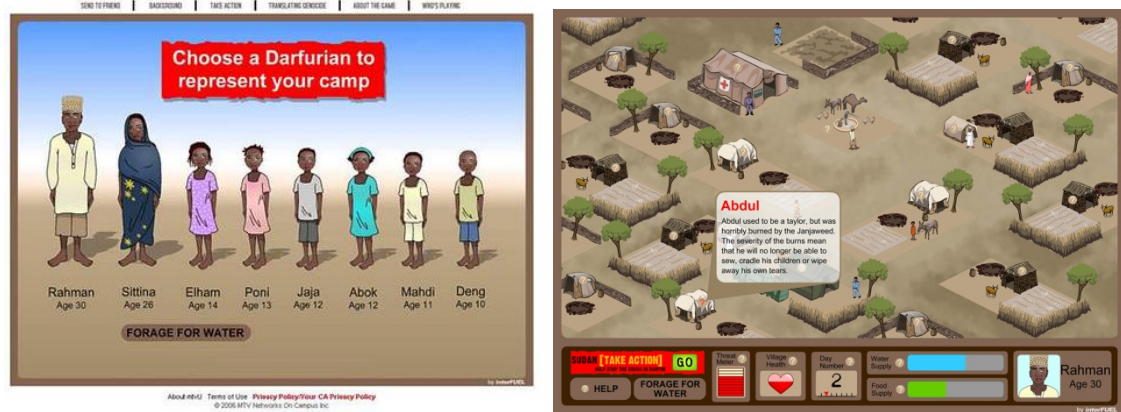 SEND TO FRIEND
BACKGROUND
TAKE ACTION
TRANSLATING GENOCIDE
ABOUT THE GAME
WHO'S PLAYING
Choose a Darfurian to
represent your camp
Rahman
Age 30
Sittina
Age 26
Elham
Age 14
Poni
Age 13
Jaja
Age 12
Abok
Age 12
Mahdi
Age 11
Deng
Age 10
FORAGE FOR WATER
by interFUEL
About mtvU Terms of Use Privacy Policy/Your CA Privacy Policy
© 2006 MTV Networks On Campus Inc
Abdul
Abdul used to be a taylor, but was
horribly burned by the Janjaweed.
The severity of the burns mean
that he will no longer be able to
sew, cradle his children or wipe
away his own tears.
SUDAN [TAKE ACTION] GO
HELP
FORAGE FOR
WATER
Threat
Meter ?
Village
Health ?
Day
Number ?
2
Water
Supply ?
Food
Supply ?
Rahman
Age 30
by interFUEL